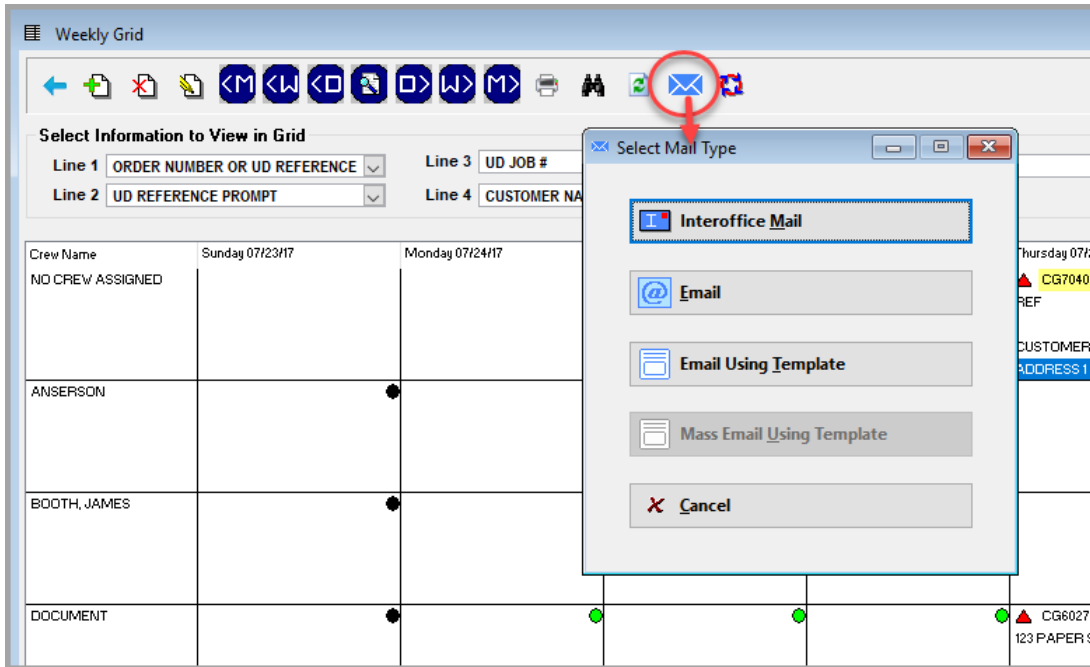 Weekly Grid
<M <W <D D> W> M>
Select Information to View in Grid
Line 1 ORDER NUMBER OR UD REFERENCE Line 3 UD JOB #
Line 2 UD REFERENCE PROMPT Line 4 CUSTOMER NA
Select Mail Type
Interoffice Mail
Email
Email Using Template
Mass Email Using Template
Cancel
Crew Name Sunday 07/23/17 Monday 07/24/17 Thursday 07/2
NO CREW ASSIGNED CG7040
REF
CUSTOMER
ADDRESS 1
ANSERSON
BOOTH, JAMES
DOCUMENT CG6027
123 PAPER S